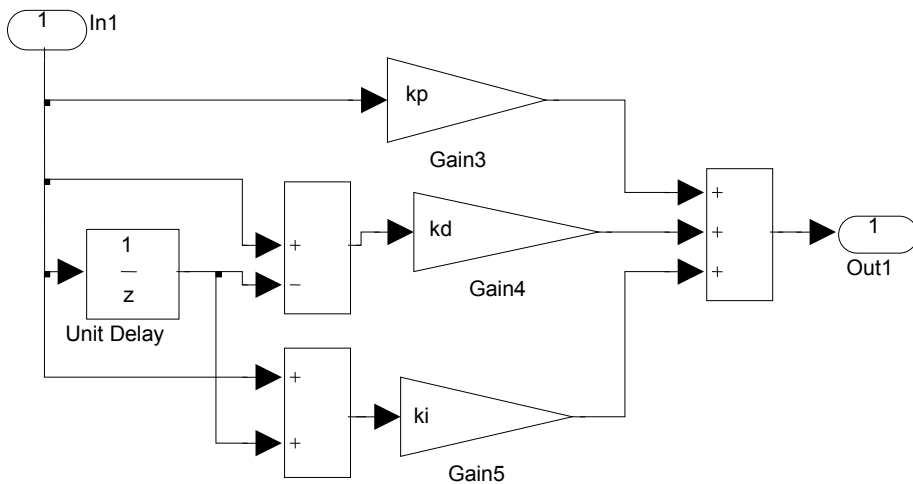 1
In1
kp
Gain3
+
+
+
1
Out1
kd
Gain4
+
−
1
z
Unit Delay
+
+
ki
Gain5